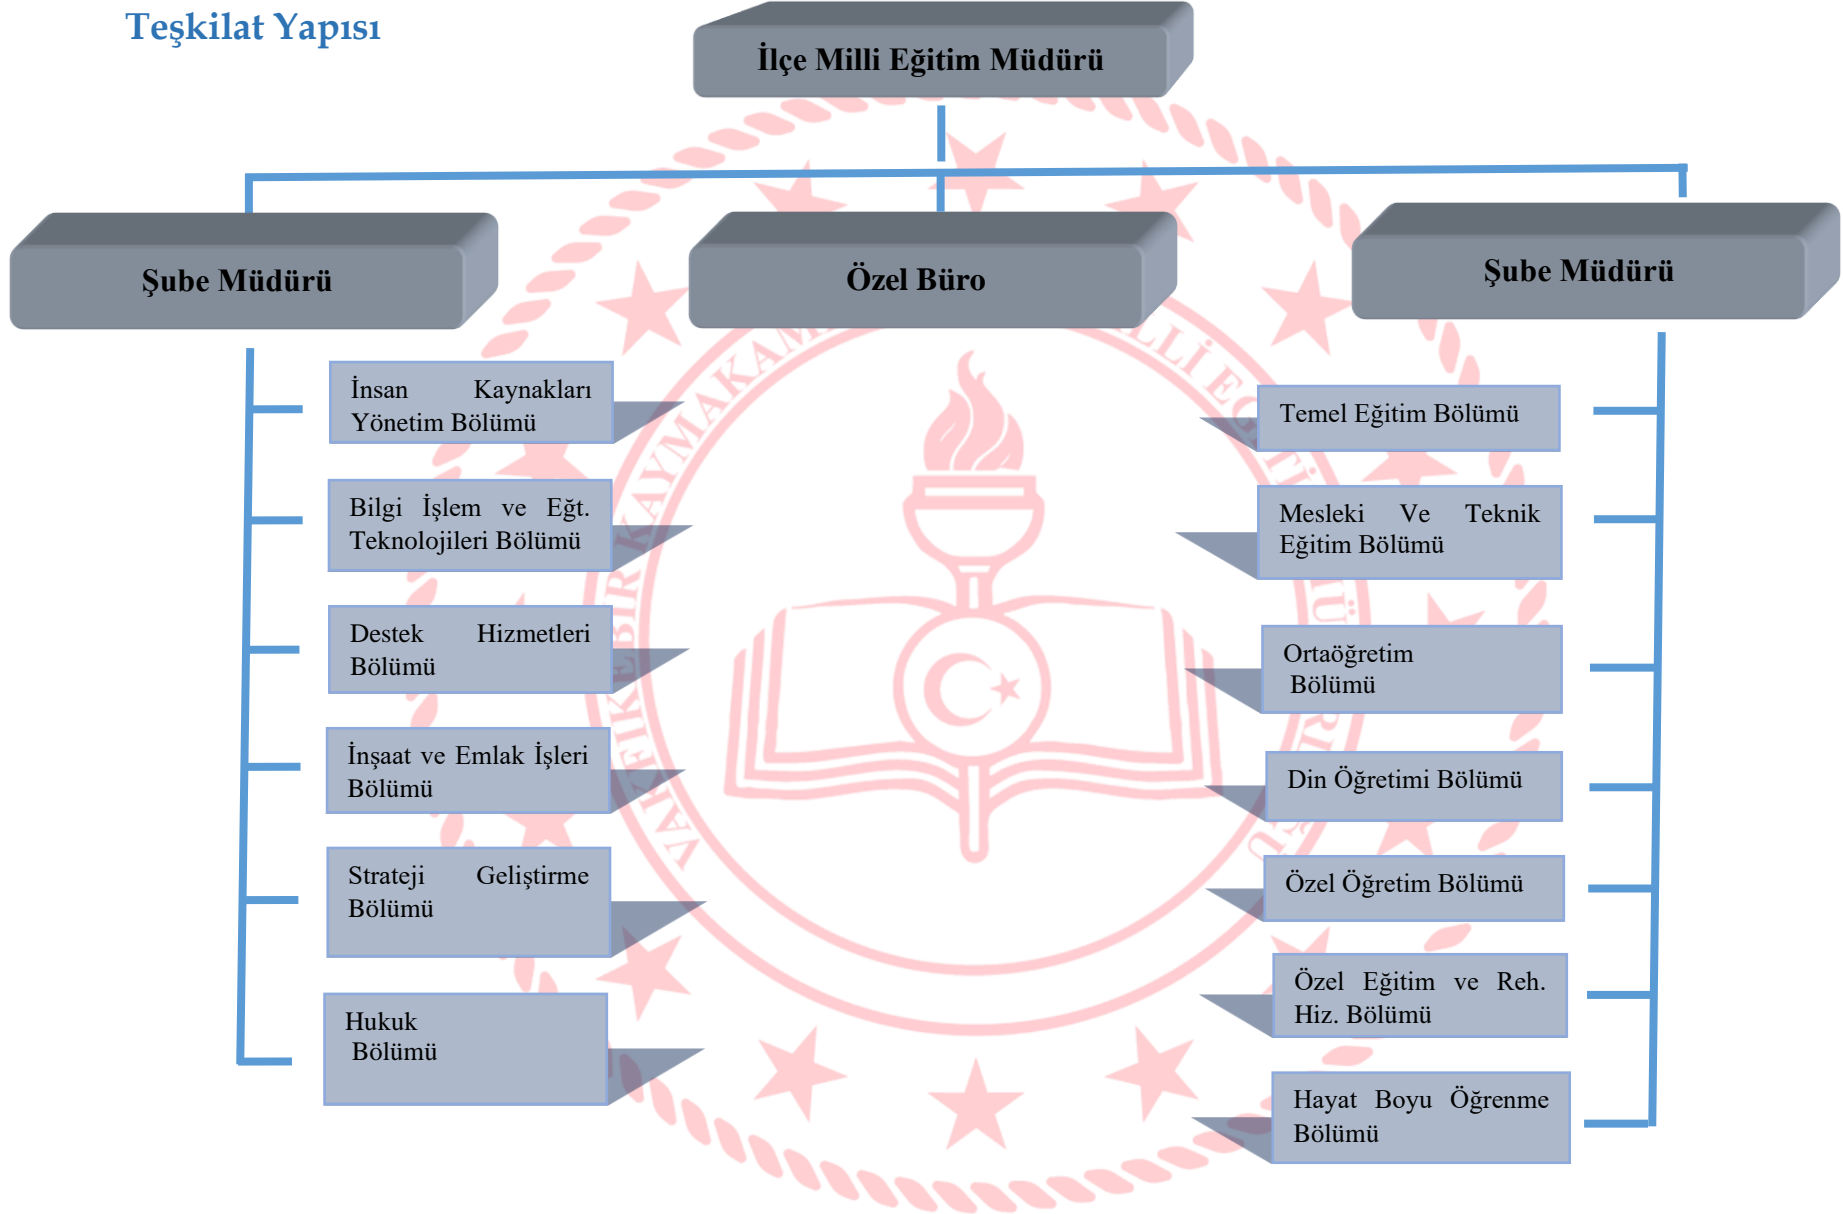 Teşkilat Yapısı
İlçe Milli Eğitim Müdürü
Şube Müdürü
Özel Büro
Şube Müdürü
İnsan Kaynakları
Yönetim Bölümü
Bilgi İşlem ve Eğt.
Teknolojileri Bölümü
Destek Hizmetleri
Bölümü
İnşaat ve Emlak İşleri
Bölümü
Strateji Geliştirme
Bölümü
Hukuk
Bölümü
Temel Eğitim Bölümü
Mesleki Ve Teknik
Eğitim Bölümü
Ortaöğretim
Bölümü
Din Öğretimi Bölümü
Özel Öğretim Bölümü
Özel Eğitim ve Reh.
Hiz. Bölümü
Hayat Boyu Öğrenme
Bölümü
VAKFIKEBİR